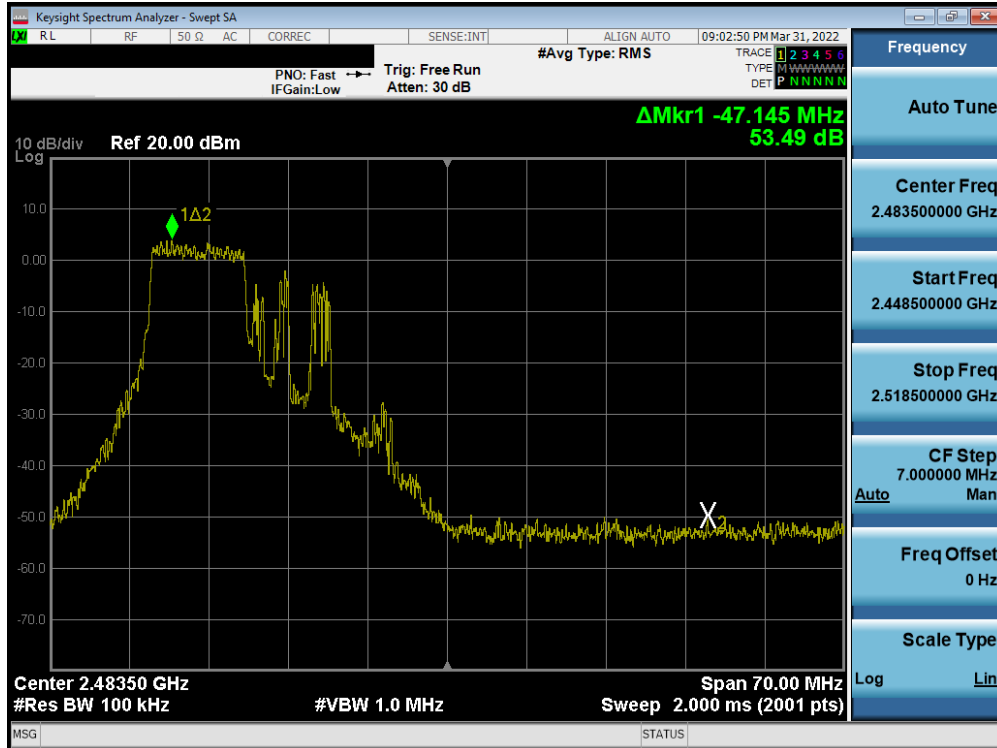 Keysight Spectrum Analyzer - Swept SA
LXI RL RF 50 Ω AC CORREC SENSE:INT ALIGN AUTO 09:02:50 PM Mar 31, 2022
PNO: Fast
IFGain:Low
Trig: Free Run
Atten: 30 dB
#Avg Type: RMS
TRACE 1 2 3 4 5 6
TYPE M WWWWW
DET P N N N N N
ΔMkr1 -47.145 MHz
53.49 dB
10 dB/div Ref 20.00 dBm
Log
10.0
0.00
-10.0
-20.0
-30.0
-40.0
-50.0
-60.0
-70.0
1Δ2
X2
Center 2.48350 GHz Span 70.00 MHz
#Res BW 100 kHz #VBW 1.0 MHz Sweep 2.000 ms (2001 pts)
MSG STATUS
Frequency
Auto Tune
Center Freq
2.483500000 GHz
Start Freq
2.448500000 GHz
Stop Freq
2.518500000 GHz
CF Step
7.000000 MHz
Auto Man
Freq Offset
0 Hz
Scale Type
Log Lin